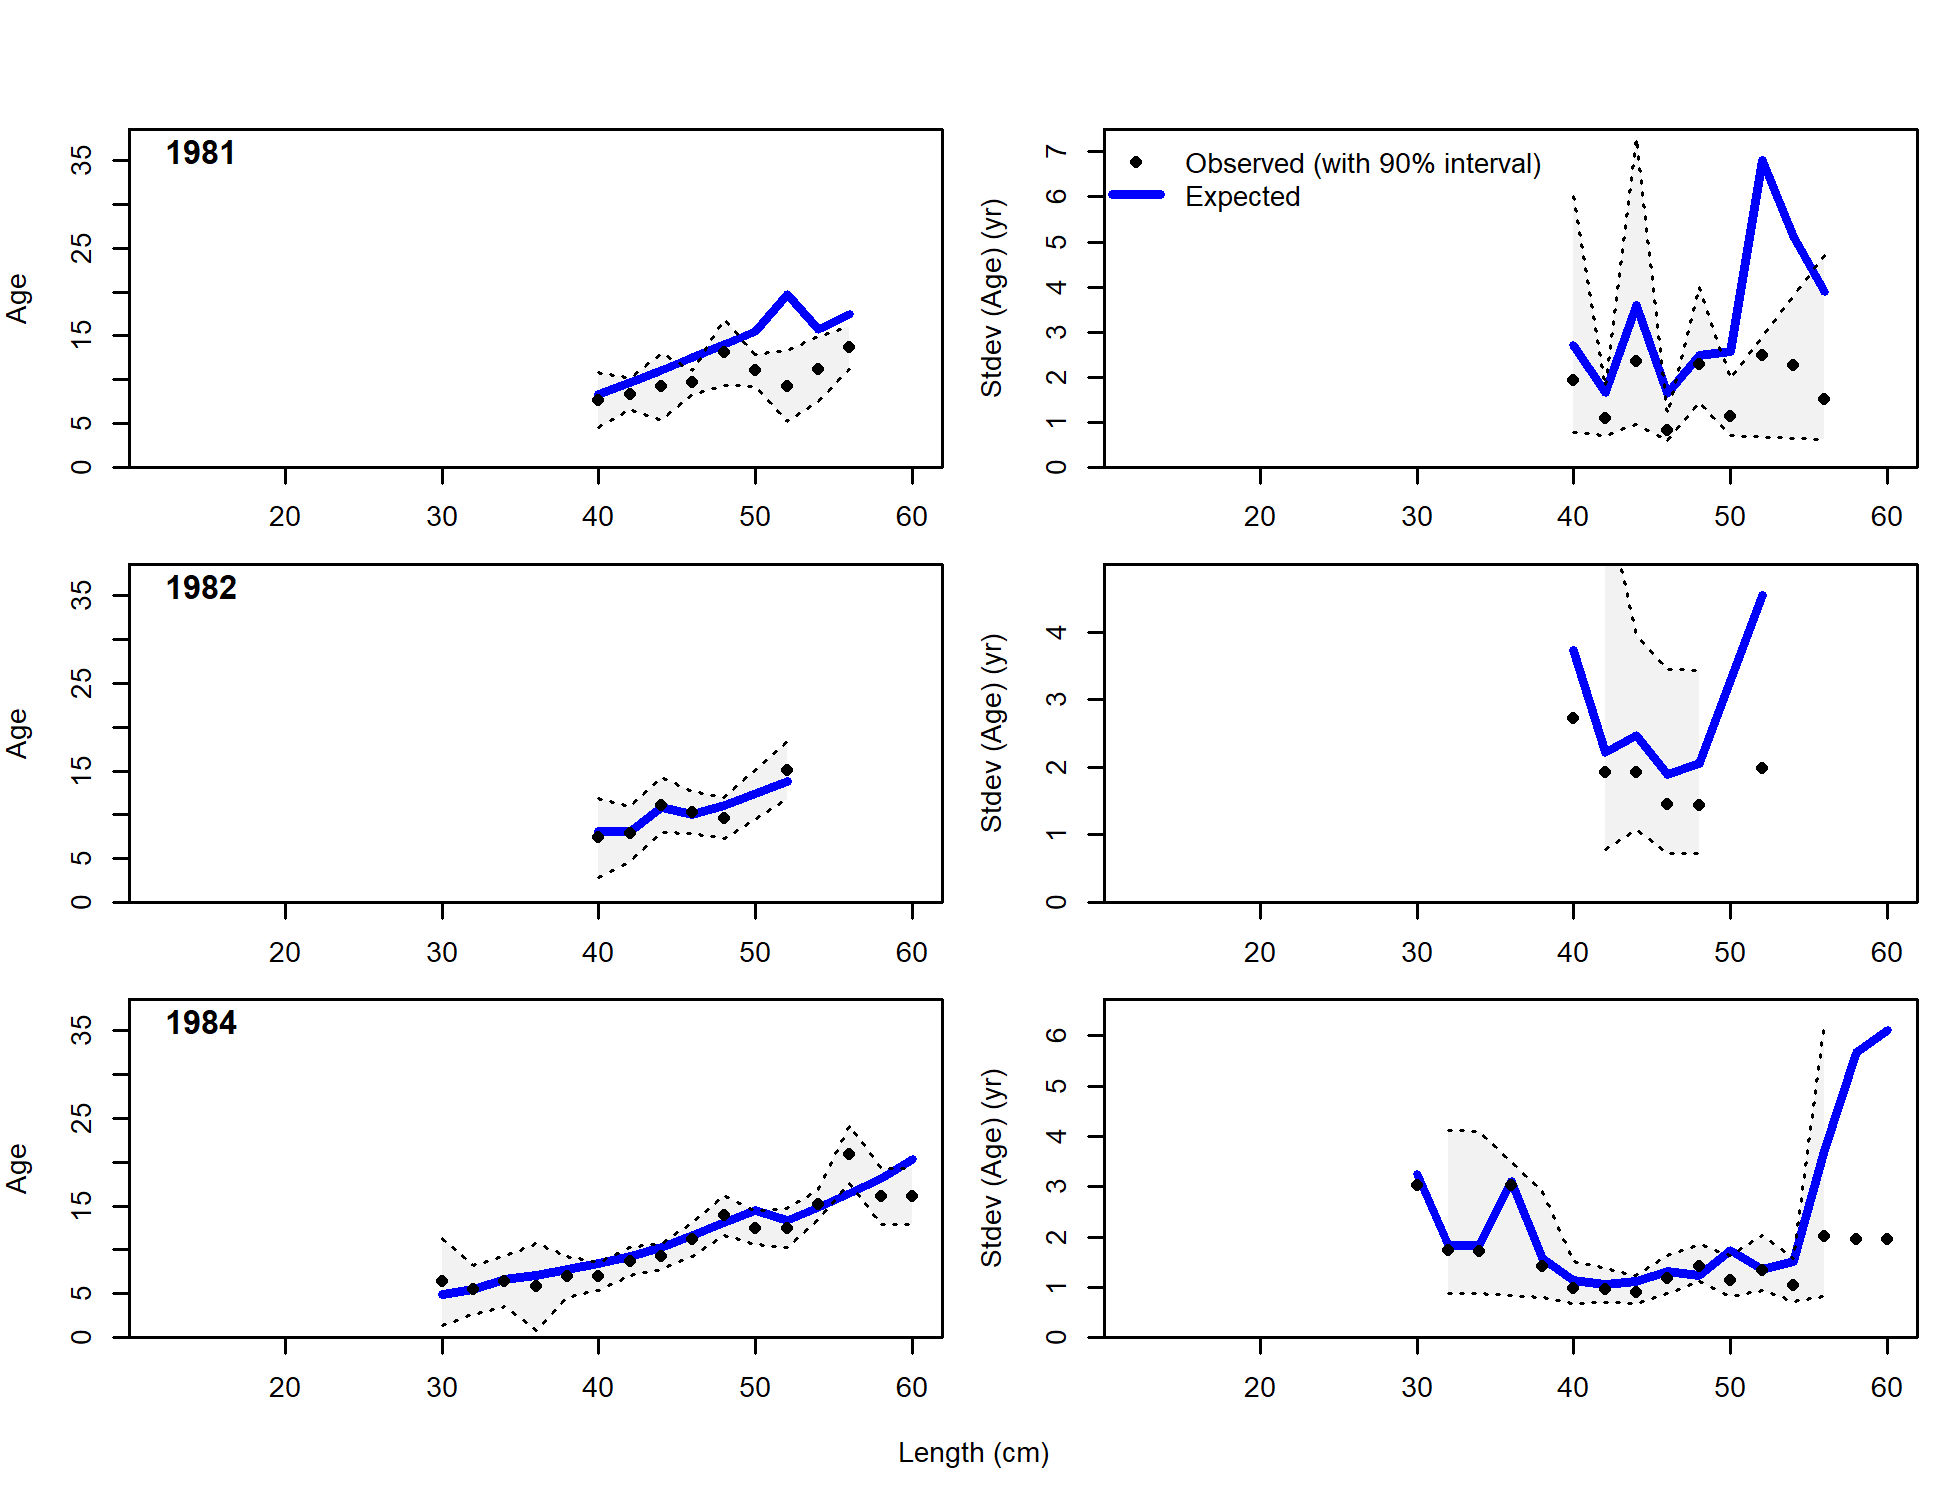 1981
Age
0 5 15 25 35
20 30 40 50 60
Observed (with 90% interval)
Expected
Stdev (Age) (yr)
0 1 2 3 4 5 6 7
20 30 40 50 60
1982
Age
0 5 15 25 35
20 30 40 50 60
Stdev (Age) (yr)
0 1 2 3 4
20 30 40 50 60
1984
Age
0 5 15 25 35
20 30 40 50 60
Stdev (Age) (yr)
0 1 2 3 4 5 6
20 30 40 50 60
Length (cm)